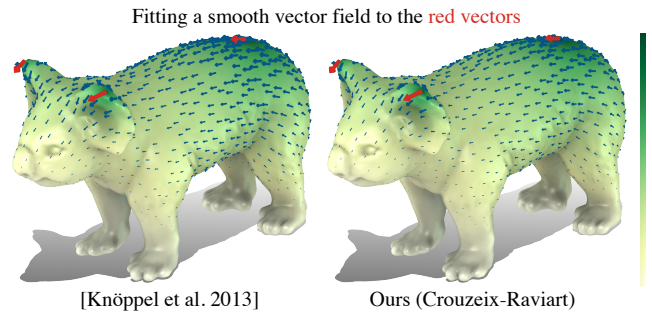 Fitting a smooth vector field to the red vectors
[Knöppel et al. 2013]
Ours (Crouzeix-Raviart)